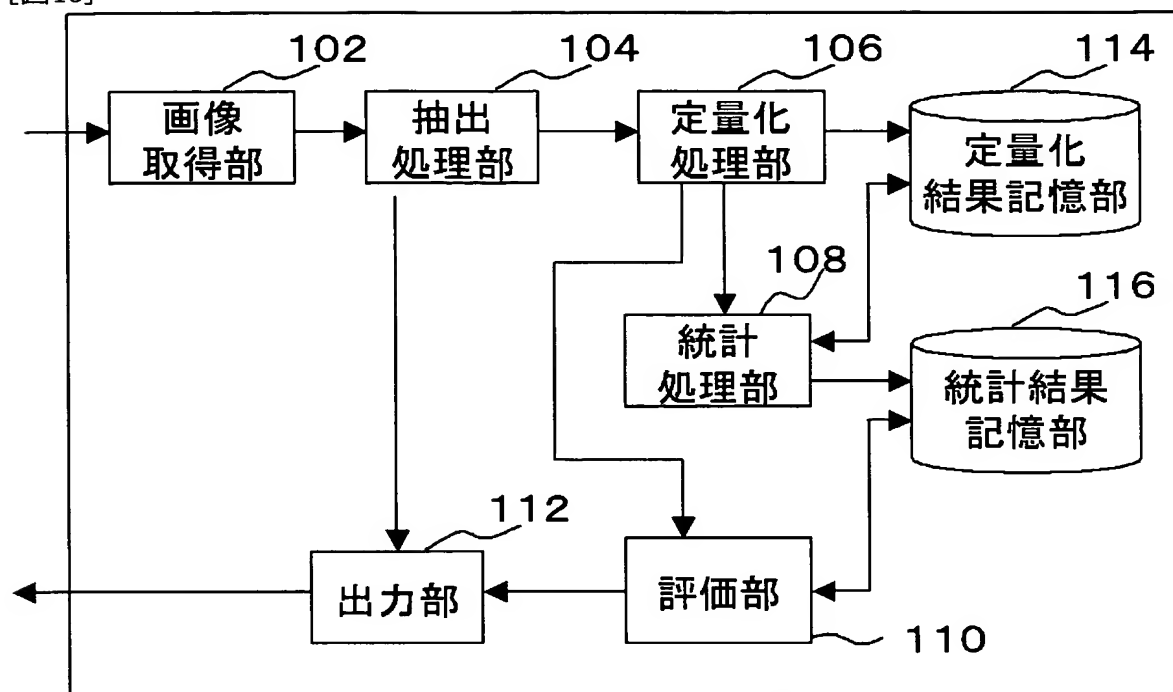 102
104
106
114
画像
取得部
抽出
処理部
定量化
処理部
定量化
結果記憶部
108
116
統計
処理部
統計結果
記憶部
112
出力部
評価部
110